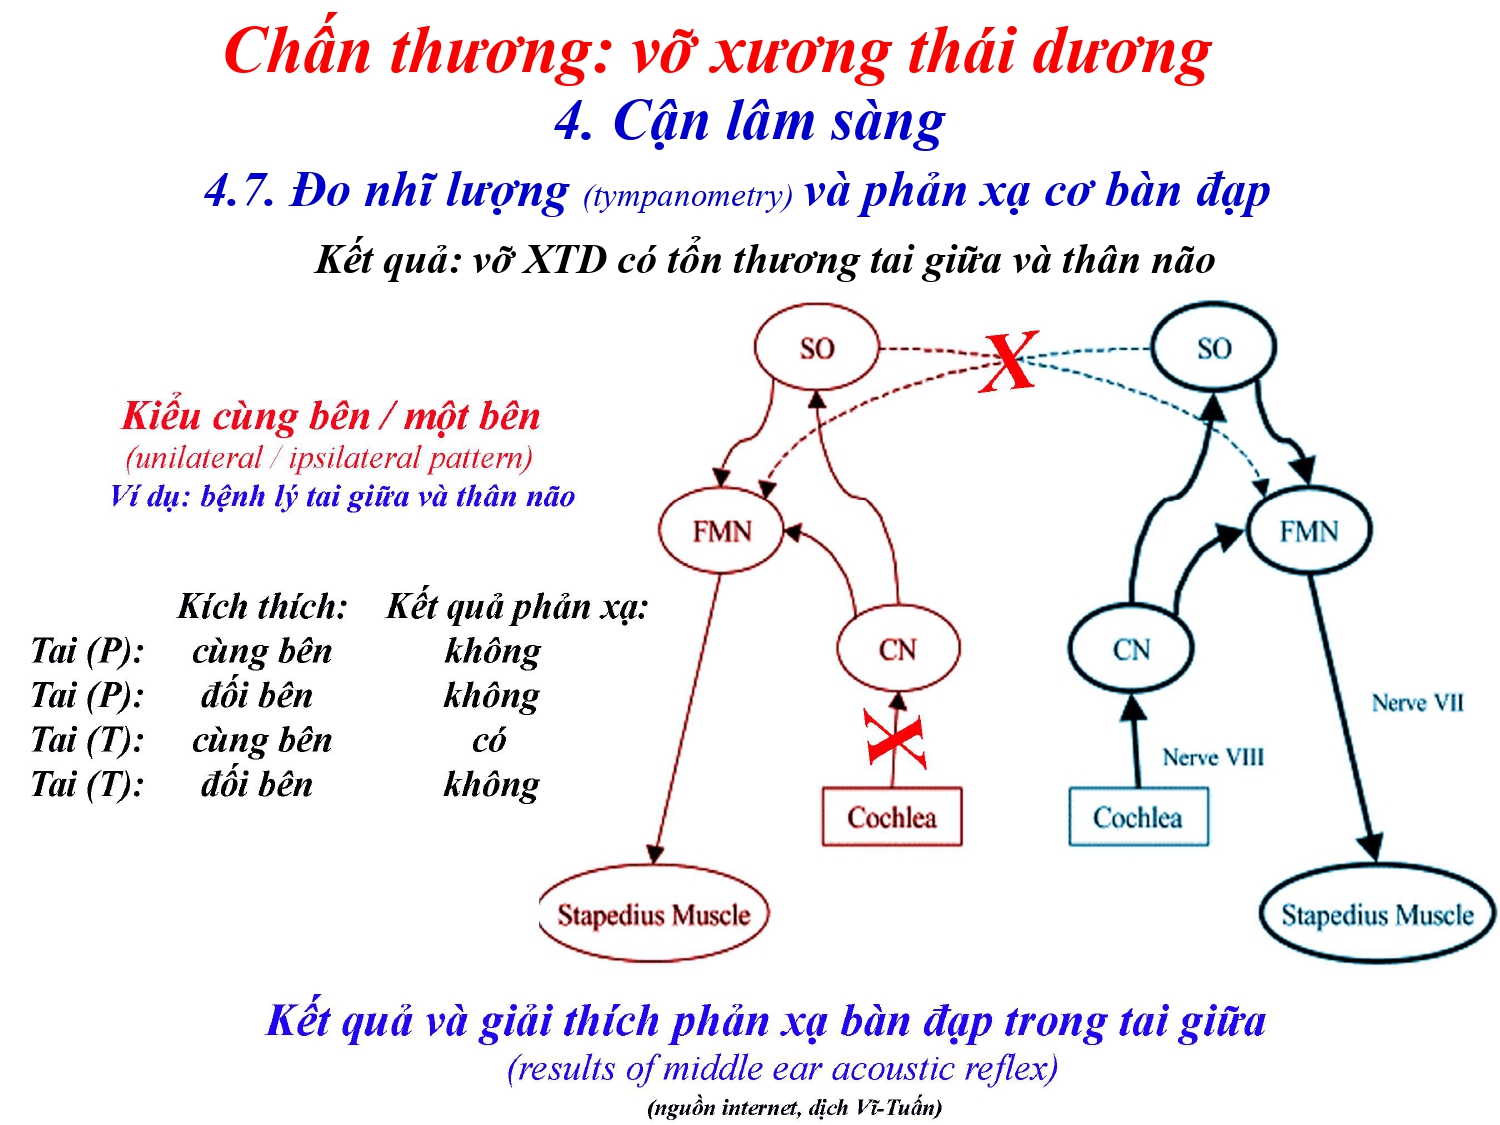 Chấn thương: vỡ xương thái dương
4. Cận lâm sàng
4.7. Đo nhĩ lượng (tympanometry) và phản xạ cơ bàn đạp
Kết quả: vỡ XTD có tổn thương tai giữa và thân não
SO
X
SO
Kiểu cùng bên / một bên
(unilateral / ipsilateral pattern)
Ví dụ: bệnh lý tai giữa và thân não
FMN
FMN
Kích thích: Kết quả phản xạ:
Tai (P): cùng bên không
Tai (P): đối bên không
Tai (T): cùng bên có
Tai (T): đối bên không
CN
CN
Nerve VII
X
Nerve VIII
Cochlea
Cochlea
Stapedius Muscle
Stapedius Muscle
Kết quả và giải thích phản xạ bàn đạp trong tai giữa
(results of middle ear acoustic reflex)
(nguồn internet, dịch Vĩ-Tuấn)